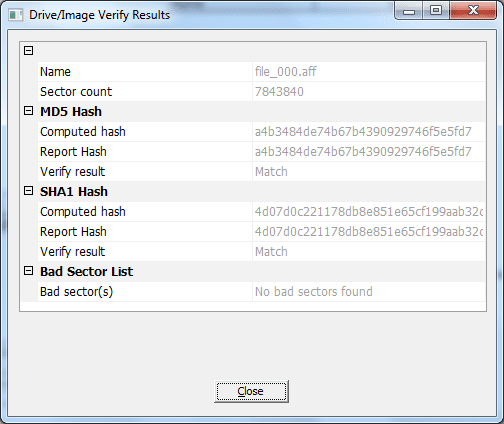 Drive/Image Verify Results
Name file_000.aff
Sector count 7843840
MD5 Hash
Computed hash a4b3484de74b67b4390929746f5e5fd7
Report Hash a4b3484de74b67b4390929746f5e5fd7
Verify result Match
SHA1 Hash
Computed hash 4d07d0c221178db8e851e65cf199aab32c
Report Hash 4d07d0c221178db8e851e65cf199aab32c
Verify result Match
Bad Sector List
Bad sector(s) No bad sectors found
Close